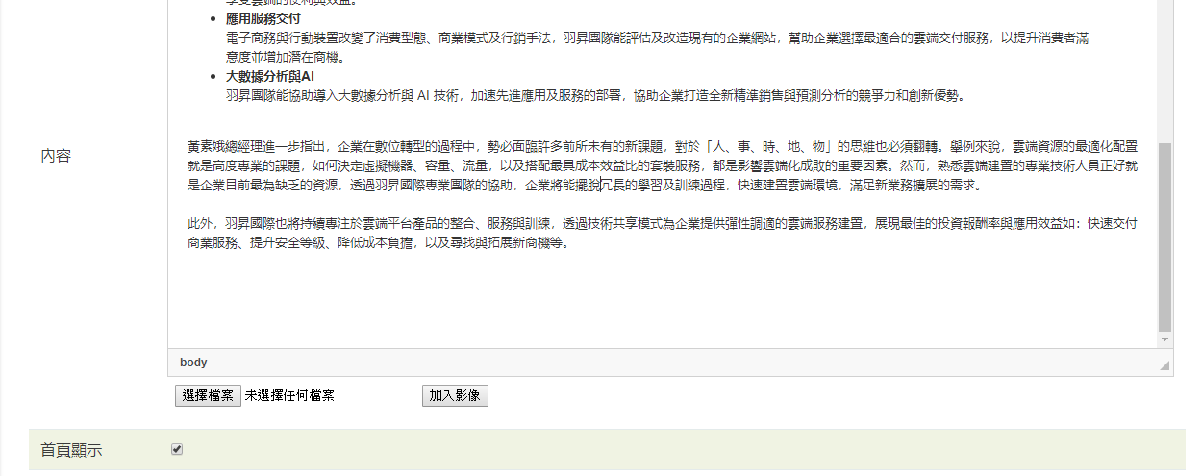 享受雲端的便利與效益。
應用服務交付
電子商務與行動裝置改變了消費型態、商業模式及行銷手法，羽昇團隊能評估及改造現有的企業網站，幫助企業選擇最適合的雲端交付服務，以提升消費者滿
意度並增加潛在商機。
大數據分析與AI
羽昇團隊能協助導入大數據分析與 AI 技術，加速先進應用及服務的部署，協助企業打造全新精準銷售與預測分析的競爭力和創新優勢。
黃素娥總經理進一步指出，企業在數位轉型的過程中，勢必面臨許多前所未有的新課題，對於「人、事、時、地、物」的思維也必須翻轉。舉例來說，雲端資源的最適化配置
內容
就是高度專業的課題，如何決定虛擬機器、容量、流量，以及搭配最具成本效益比的套裝服務，都是影響雲端化成敗的重要因素。然而，熟悉雲端建置的專業技術人員正好就
是企業目前最為缺乏的資源，透過羽昇國際專業團隊的協助，企業將能擺脫冗長的學習及訓練過程，快速建置雲端環境，滿足新業務擴展的需求。
此外，羽昇國際也將持續專注於雲端平台產品的整合、服務與訓練，透過技術共享模式為企業提供彈性調適的雲端服務建置，展現最佳的投資報酬率與應用效益如：快速交付
商業服務、提升安全等級、降低成本負擔，以及尋找與拓展新商機等。
body
選擇檔案 未選擇任何檔案 加入影像
首頁顯示